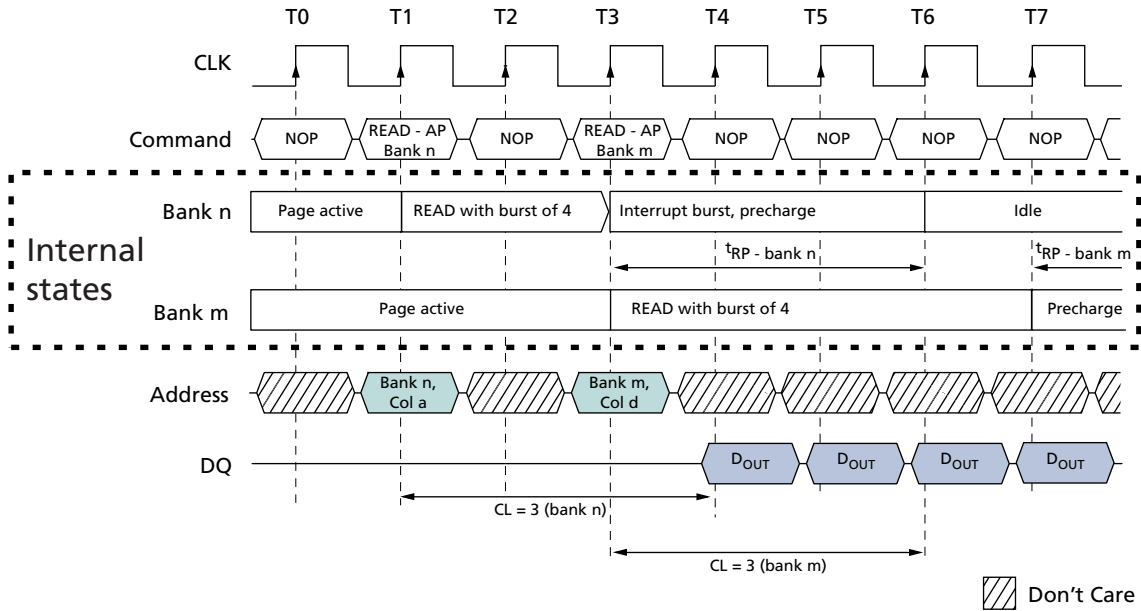 T0 T1 T2 T3 T4 T5 T6 T7
CLK
Command NOP READ - AP Bank n NOP READ - AP Bank m NOP NOP NOP NOP
Internal states
Bank n Page active READ with burst of 4 Interrupt burst, precharge Idle
tRP - bank n tRP - bank m
Bank m Page active READ with burst of 4 Precharge
Address Bank n, Col a Bank m, Col d
DQ DOUT DOUT DOUT DOUT
CL = 3 (bank n)
CL = 3 (bank m)
Don't Care